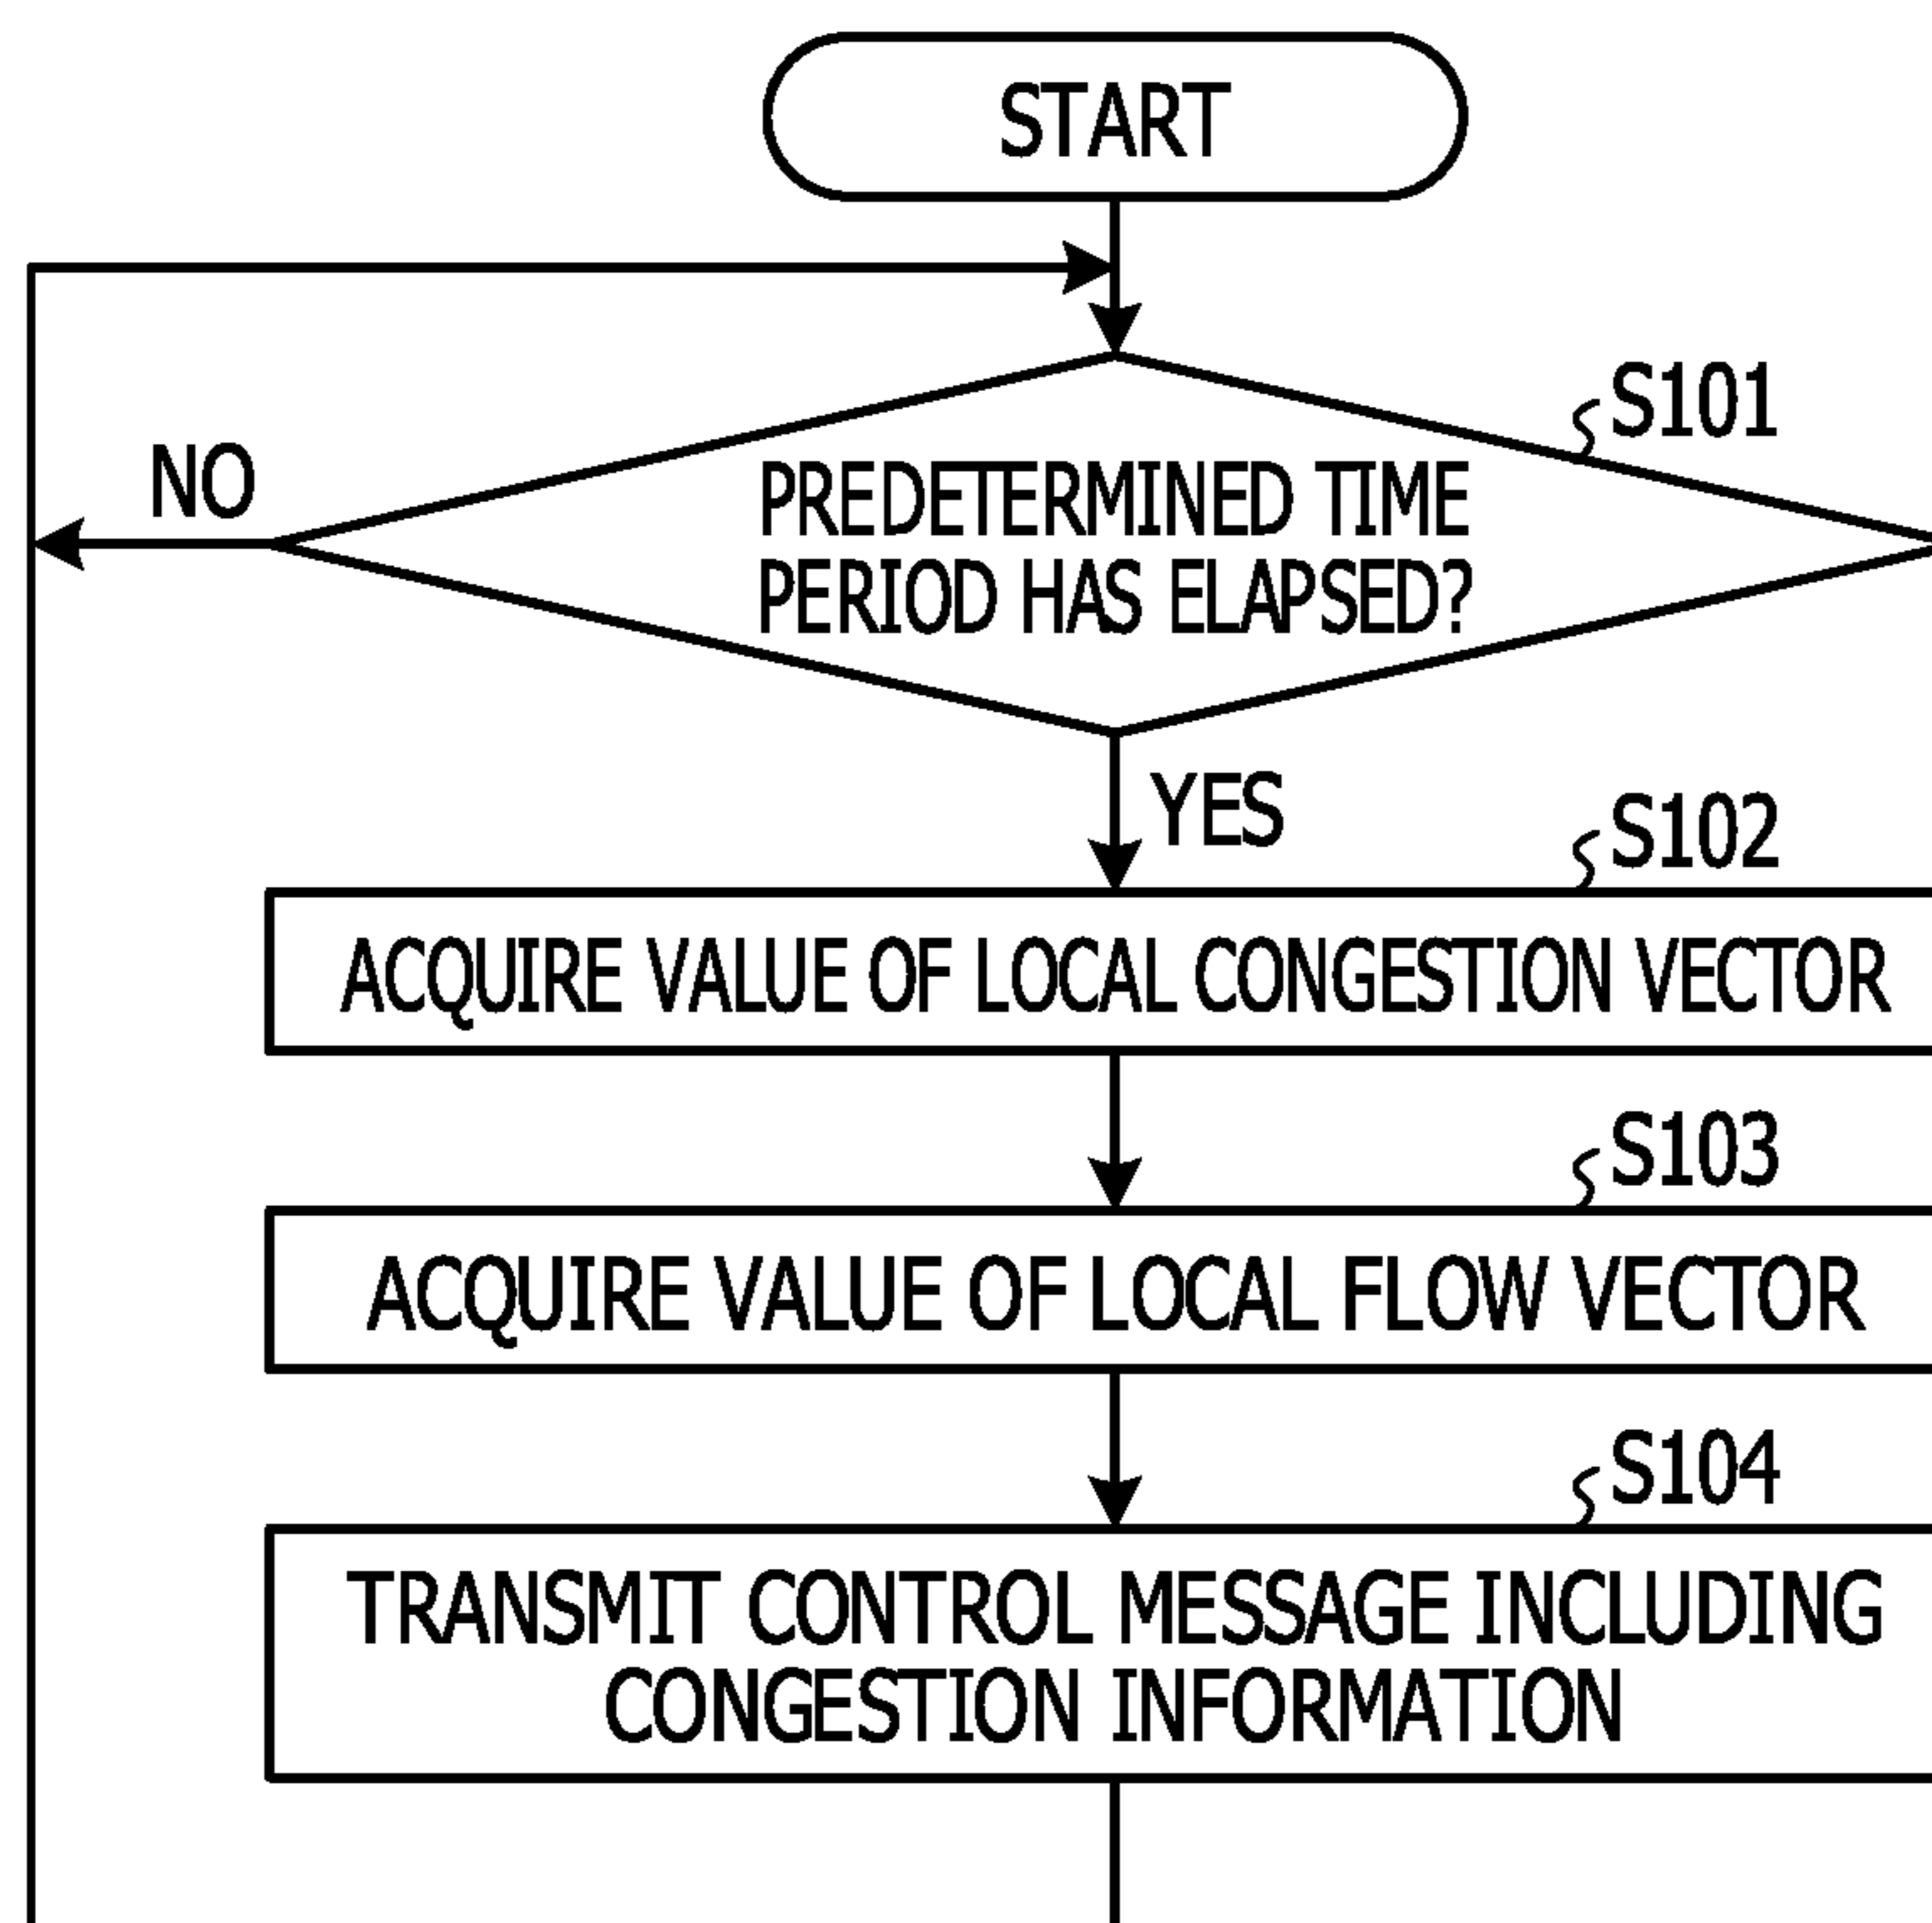 START
S101
NO
PREDETERMINED TIME
PERIOD HAS ELAPSED?
YES
S102
ACQUIRE VALUE OF LOCAL CONGESTION VECTOR
S103
ACQUIRE VALUE OF LOCAL FLOW VECTOR
S104
TRANSMIT CONTROL MESSAGE INCLUDING
CONGESTION INFORMATION